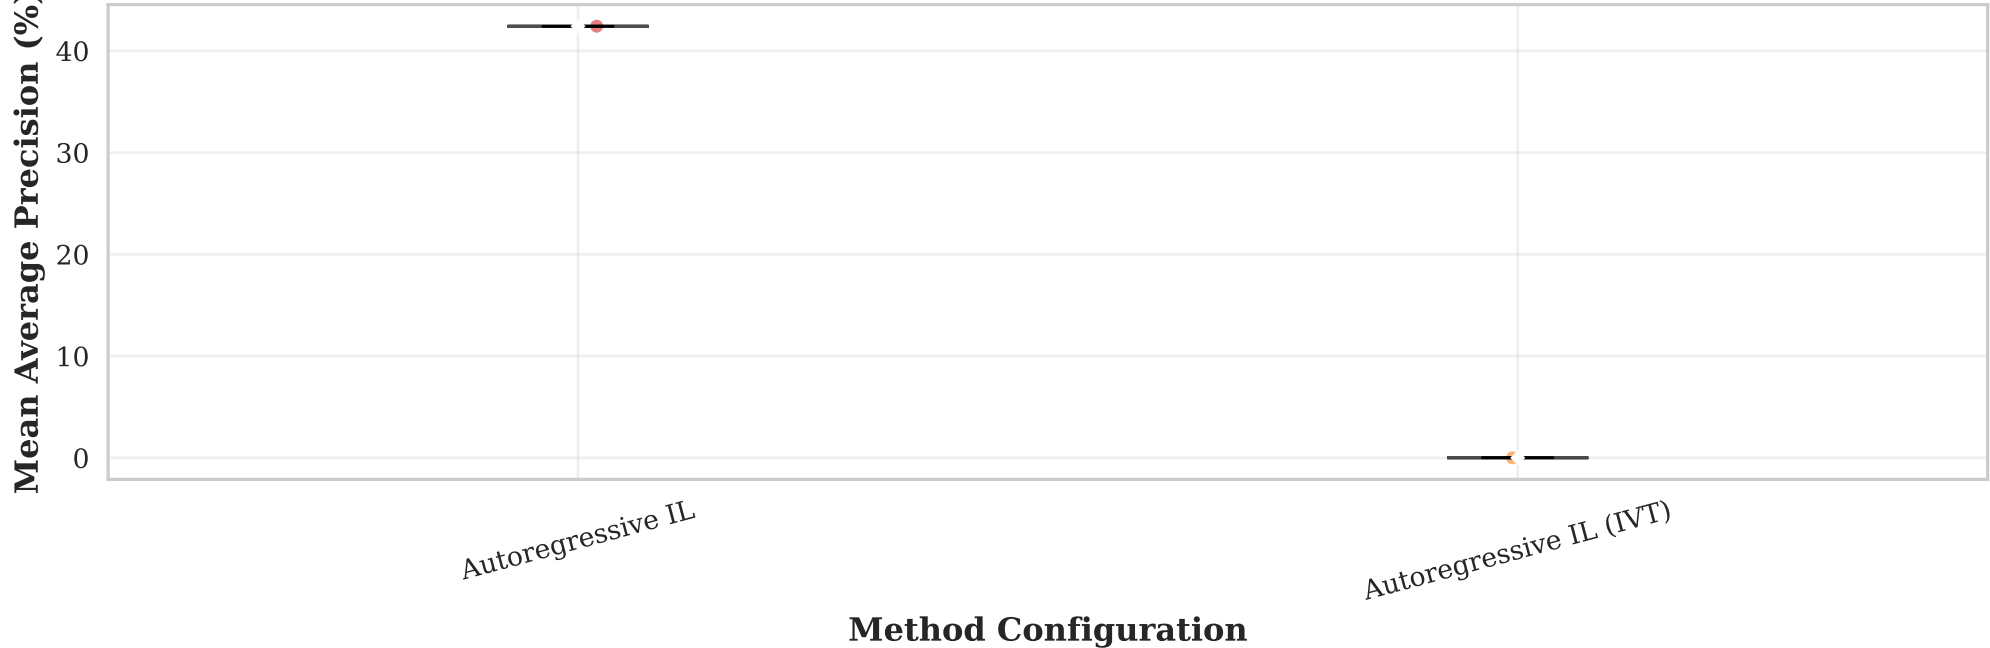 Mean Average Precision (%)
40
30
20
10
0
Autoregressive IL
Autoregressive IL (IVT)
Method Configuration